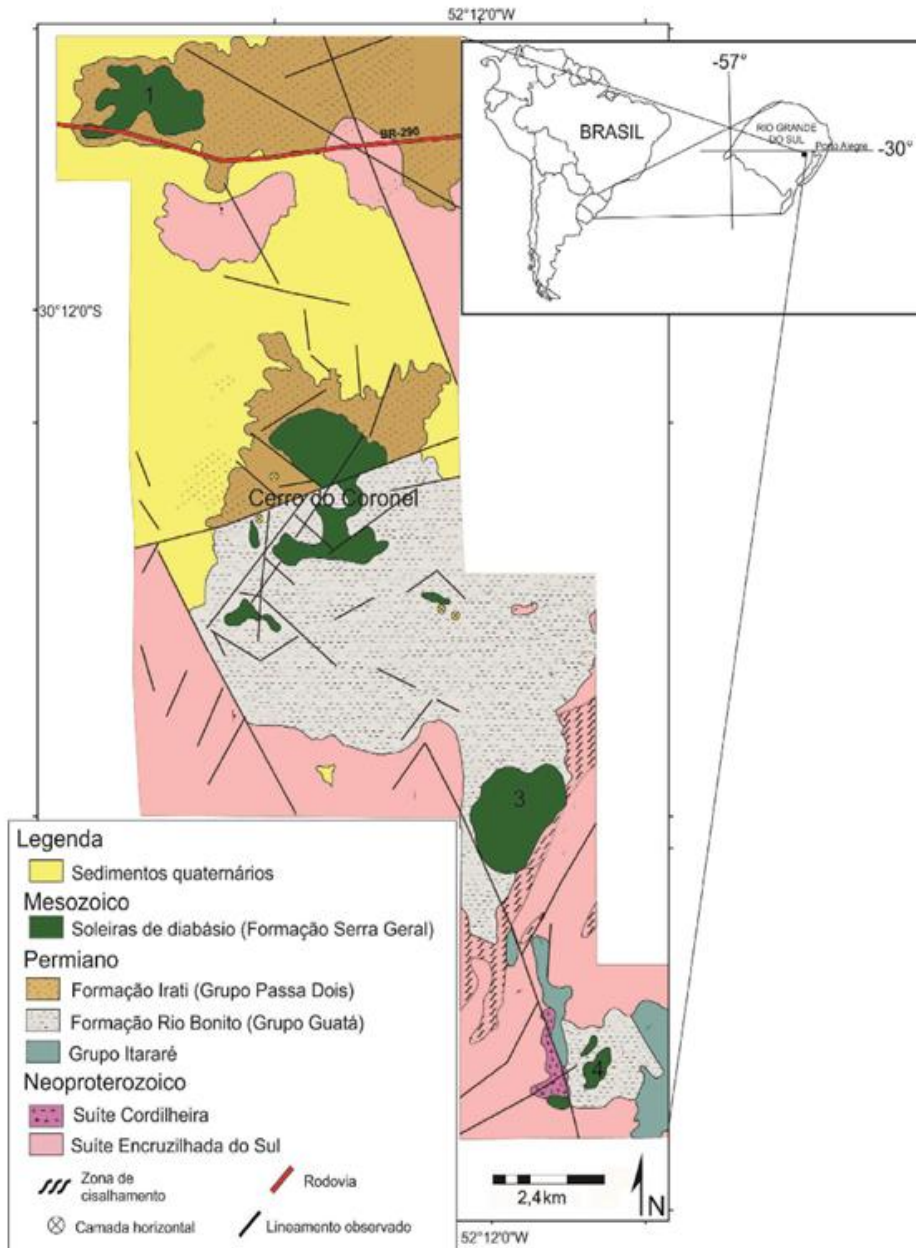 52°12'0"W
1
BR-290
-57°
BRASIL
RIO GRANDE
DO SUL
Porto Alegre
-30°
30°12'0"S
Cerro do Coronel
3
4
Legenda
Sedimentos quaternários
Mesozoico
Soleiras de diabásio (Formação Serra Geral)
Permiano
Formação Irati (Grupo Passa Dois)
Formação Rio Bonito (Grupo Guatá)
Grupo Itararé
Neoproterozoico
Suíte Cordilheira
Suíte Encruzilhada do Sul
Zona de
cisalhamento
Rodovia
Camada horizontal
Lineamento observado
2,4km
N
52°12'0"W